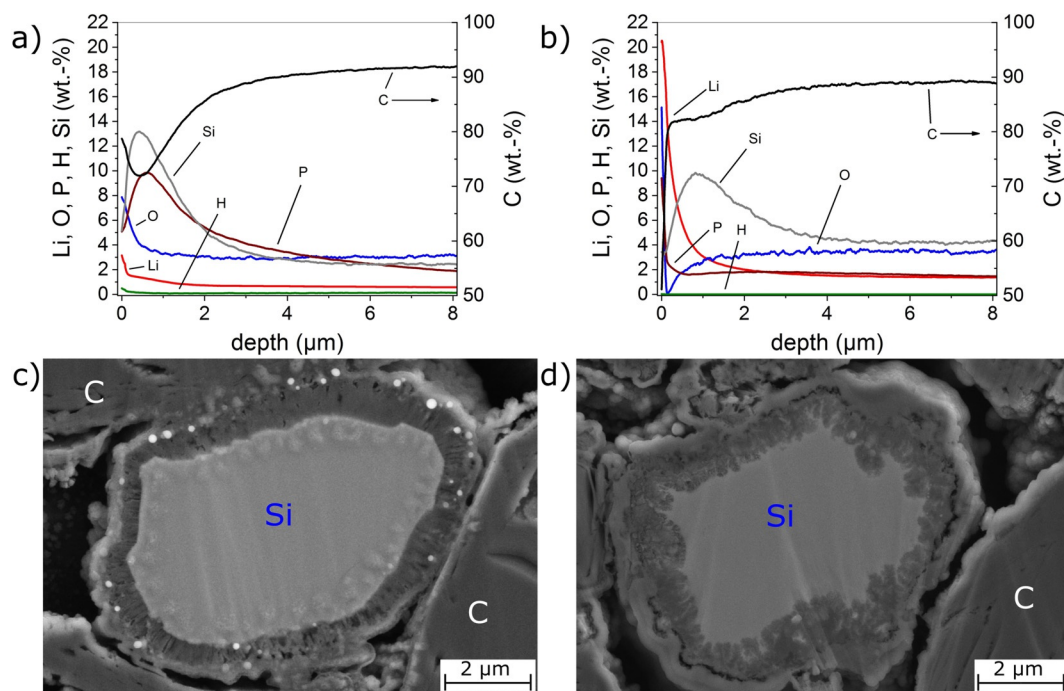 a)
Li, O, P, H, Si (wt.-%)
22
20
18
16
14
12
10
8
6
4
2
0
0
2
4
6
8
depth (µm)
100
90
80
70
60
50
C (wt.-%)
C
Si
P
H
O
Li
b)
Li, O, P, H, Si (wt.-%)
22
20
18
16
14
12
10
8
6
4
2
0
0
2
4
6
8
depth (µm)
100
90
80
70
60
50
C (wt.-%)
Li
C
Si
O
P
H
c)
C
Si
C
2 µm
d)
Si
C
2 µm